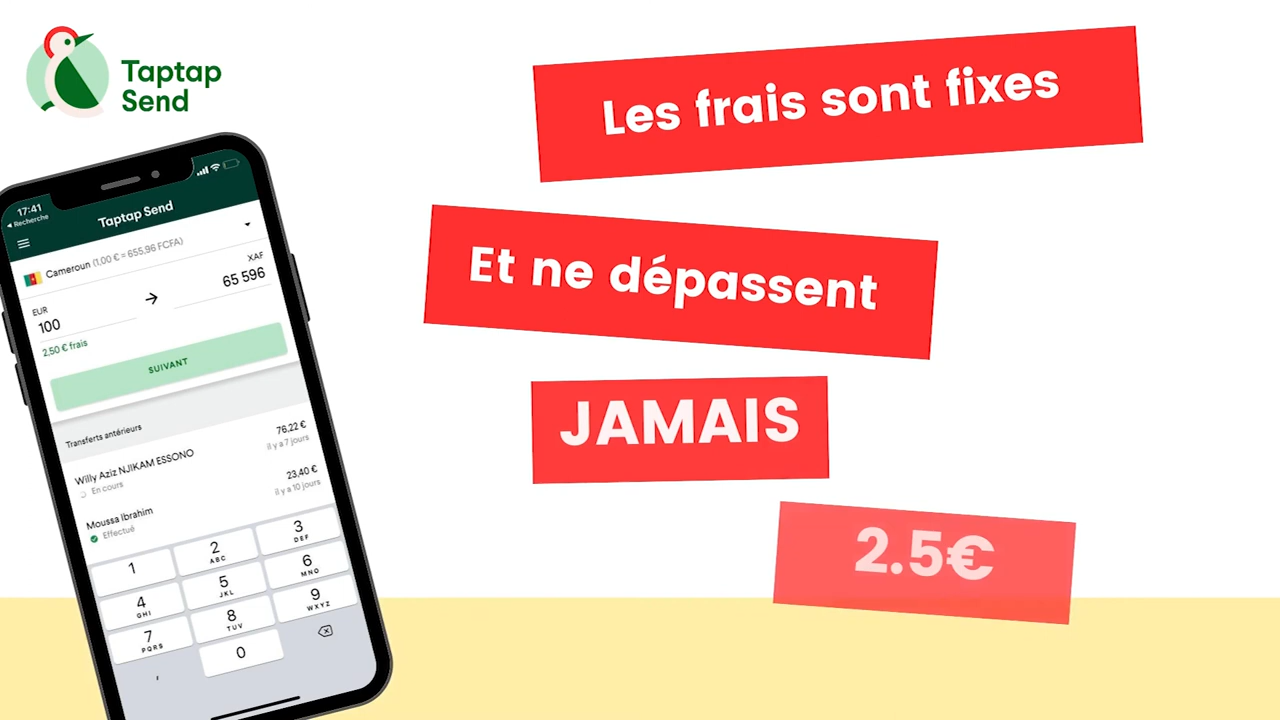 Taptap
Send
Les frais sont fixes
Et ne dépassent
JAMAIS
2.5€
17:41
Recherche
Taptap Send
Cameroun (1,00 € = 655,96 FCFA)
EUR
XAF
100
65 596
2,50 € frais
SUIVANT
Transferts antérieurs
Willy Aziz NJIKAM ESSONO
76,22 €
En cours
il y a 7 jours
Moussa Ibrahim
23,40 €
Effectué
il y a 10 jours
1
2 ABC
3 DEF
4 GHI
5 JKL
6 MNO
7 PQRS
8 TUV
9 WXYZ
,
0